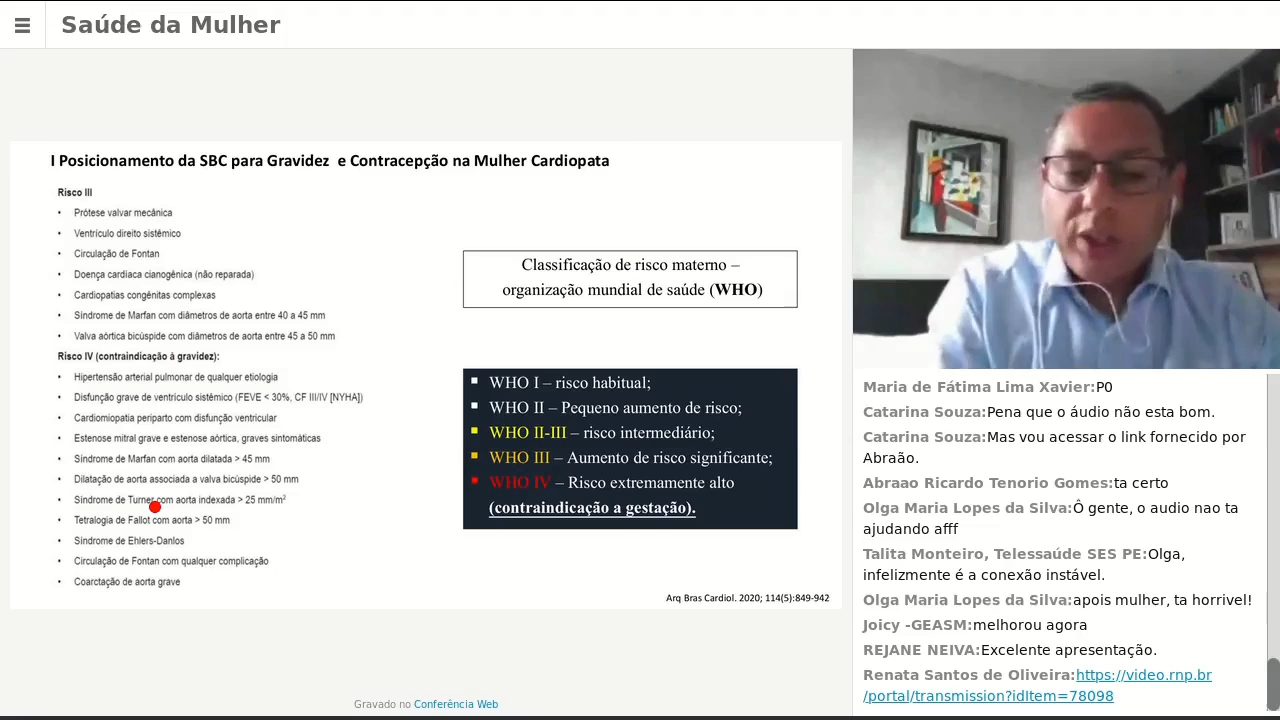 Saúde da Mulher
I Posicionamento da SBC para Gravidez e Contracepção na Mulher Cardiopata
Risco III
• Prótese valvar mecânica
• Ventrículo direito sistêmico
• Circulação de Fontan
• Doença cardíaca cianogênica (não reparada)
• Cardiopatias congênitas complexas
• Síndrome de Marfan com diâmetros de aorta entre 40 a 45 mm
• Valva aórtica bicúspide com diâmetros de aorta entre 45 a 50 mm
Risco IV (contraindicação à gravidez):
• Hipertensão arterial pulmonar de qualquer etiologia
• Disfunção grave de ventrículo sistêmico (FEVE < 30%, CF III/IV [NYHA])
• Cardiomiopatia periparto com disfunção ventricular
• Estenose mitral grave e estenose aórtica, graves sintomáticas
• Síndrome de Marfan com aorta dilatada > 45 mm
• Dilatação de aorta associada a valva bicúspide > 50 mm
• Síndrome de Turner com aorta indexada > 25 mm/m²
• Tetralogia de Fallot com aorta > 50 mm
• Síndrome de Ehlers-Danlos
• Circulação de Fontan com qualquer complicação
• Coarctação de aorta grave
Classificação de risco materno –
organização mundial de saúde (WHO)
WHO I – risco habitual;
WHO II – Pequeno aumento de risco;
WHO II-III – risco intermediário;
WHO III – Aumento de risco significante;
WHO IV – Risco extremamente alto
(contraindicação a gestação).
Arq Bras Cardiol. 2020; 114(5):849-942
Gravado no Conferência Web
Maria de Fátima Lima Xavier:P0
Catarina Souza:Pena que o áudio não esta bom.
Catarina Souza:Mas vou acessar o link fornecido por
Abraão.
Abraao Ricardo Tenorio Gomes:ta certo
Olga Maria Lopes da Silva:Ô gente, o audio nao ta
ajudando afff
Talita Monteiro, Telessaúde SES PE:Olga,
infelizmente é a conexão instável.
Olga Maria Lopes da Silva:apois mulher, ta horrivel!
Joicy -GEASM:melhorou agora
REJANE NEIVA:Excelente apresentação.
Renata Santos de Oliveira:https://video.rnp.br
/portal/transmission?idItem=78098